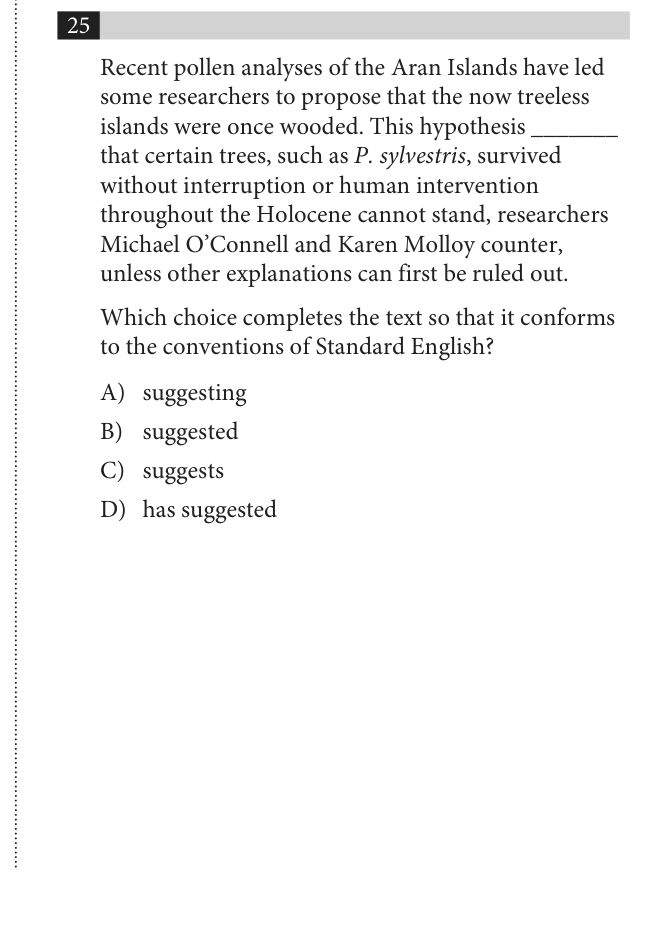 25
Recent pollen analyses of the Aran Islands have led
some researchers to propose that the now treeless
islands were once wooded. This hypothesis _______
that certain trees, such as P. sylvestris, survived
without interruption or human intervention
throughout the Holocene cannot stand, researchers
Michael O’Connell and Karen Molloy counter,
unless other explanations can first be ruled out.
Which choice completes the text so that it conforms
to the conventions of Standard English?
A) suggesting
B) suggested
C) suggests
D) has suggested